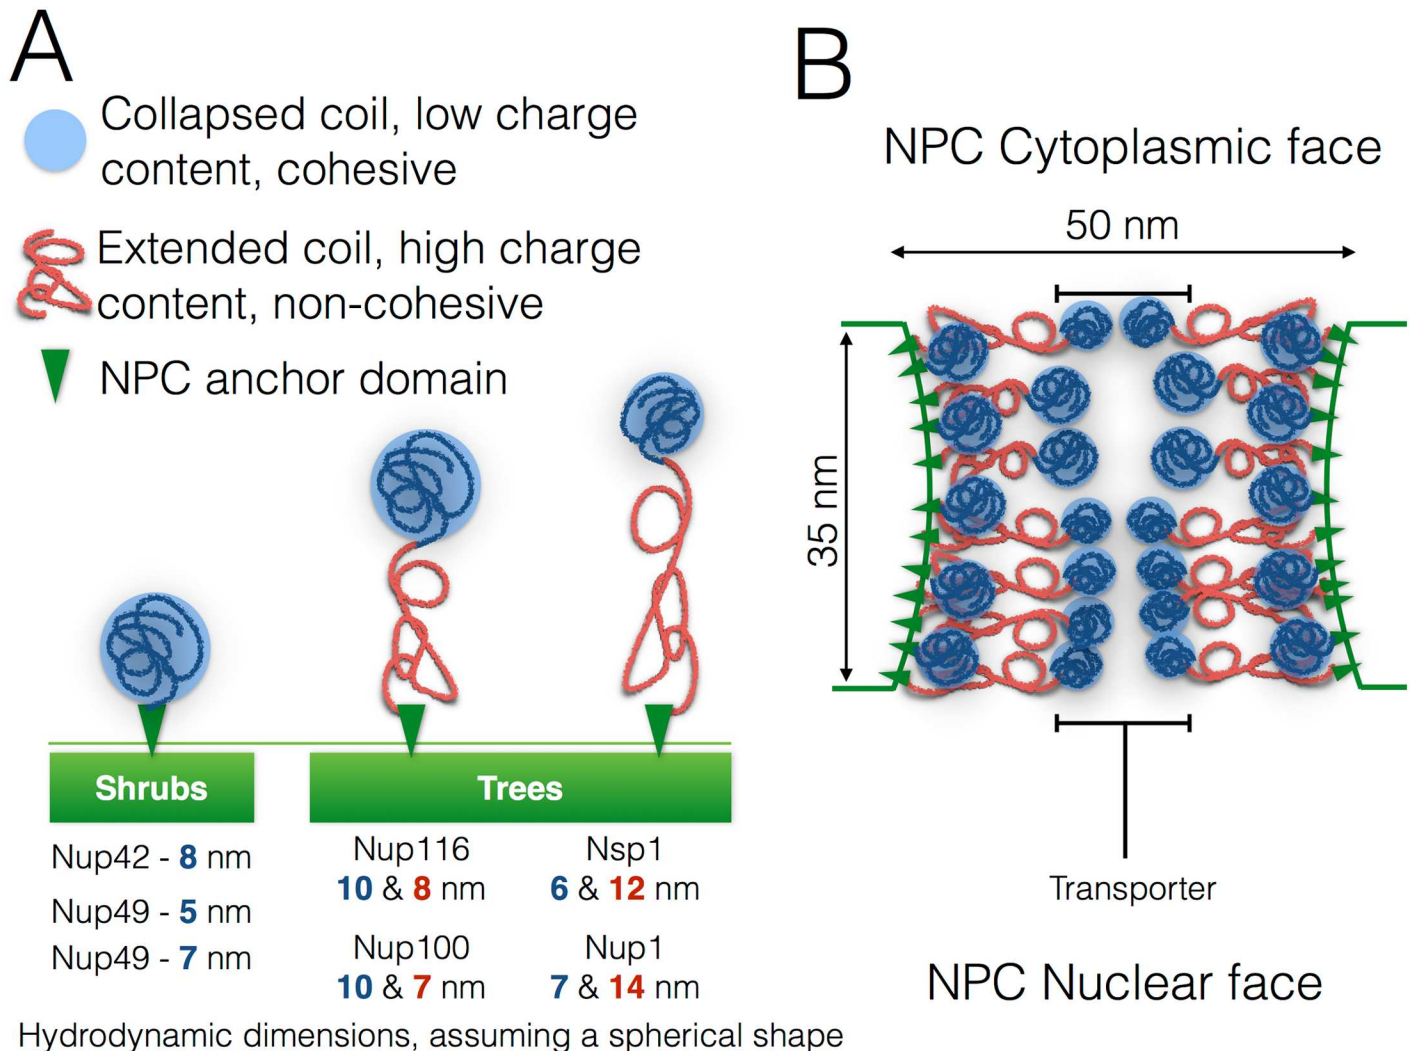 A
Collapsed coil, low charge
content, cohesive
Extended coil, high charge
content, non-cohesive
NPC anchor domain
Shrubs
Trees
Nup42 - 8 nm
Nup49 - 5 nm
Nup49 - 7 nm
Nup116
10 & 8 nm
Nup100
10 & 7 nm
Nsp1
6 & 12 nm
Nup1
7 & 14 nm
Hydrodynamic dimensions, assuming a spherical shape
B
NPC Cytoplasmic face
50 nm
35 nm
Transporter
NPC Nuclear face